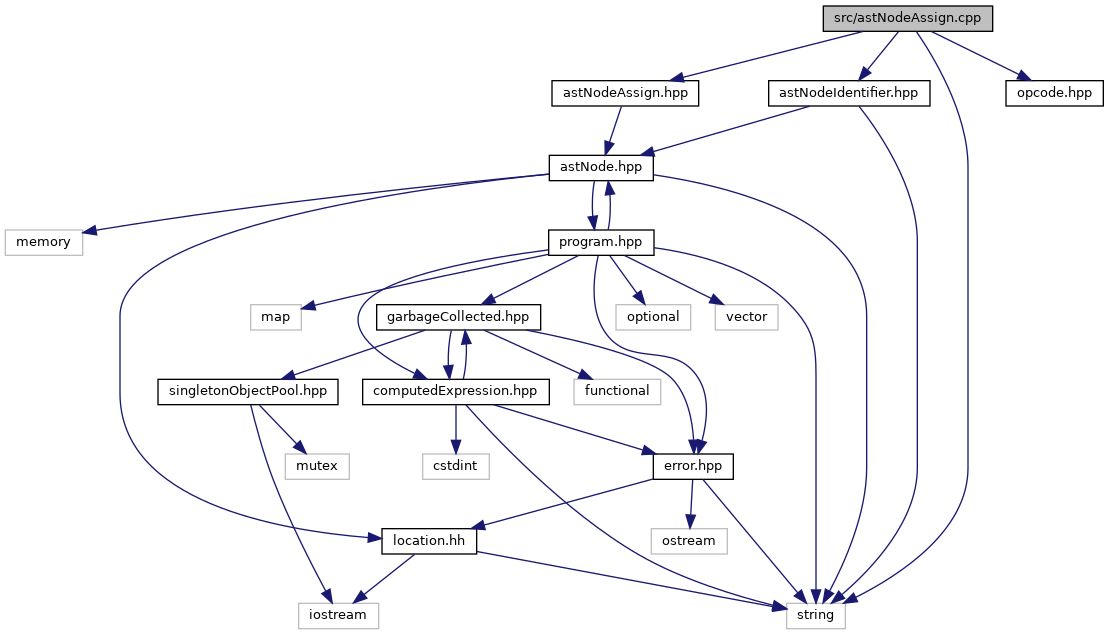 src/astNodeAssign.cpp
astNodeAssign.hpp
astNodeIdentifier.hpp
opcode.hpp
astNode.hpp
memory
program.hpp
map
garbageCollected.hpp
optional
vector
singletonObjectPool.hpp
computedExpression.hpp
functional
mutex
cstdint
error.hpp
location.hh
ostream
iostream
string